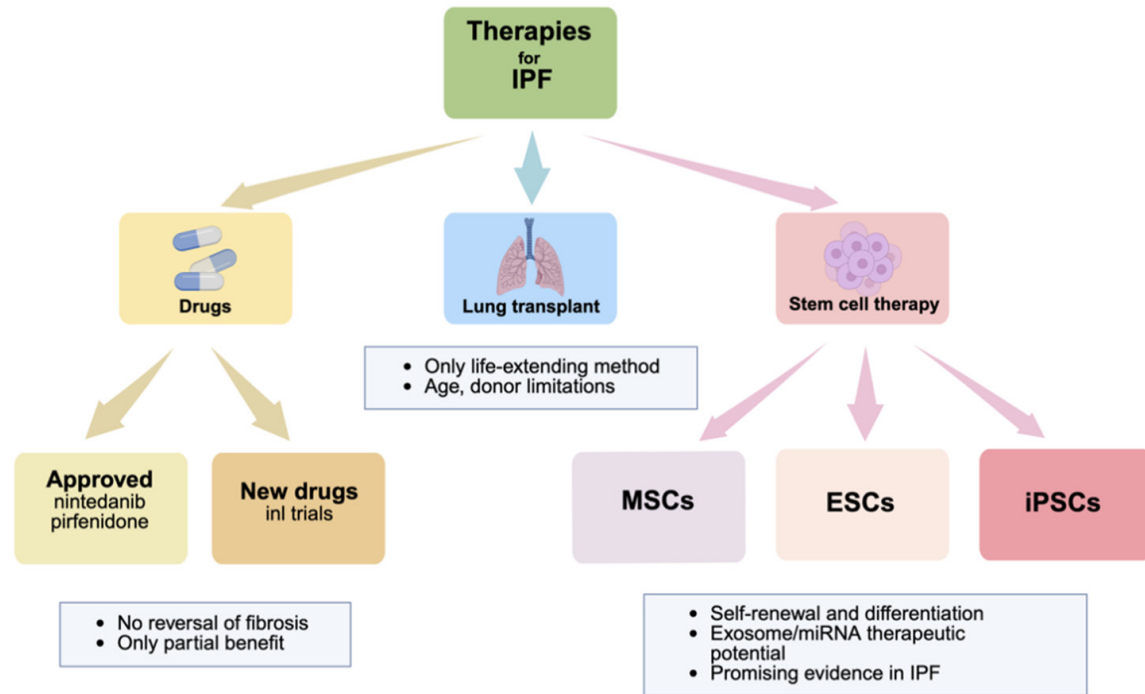 Therapies
for
IPF
Drugs
Lung transplant
Stem cell therapy
• Only life-extending method
• Age, donor limitations
Approved
nintedanib
pirfenidone
New drugs
inl trials
MSCs
ESCs
iPSCs
• No reversal of fibrosis
• Only partial benefit
• Self-renewal and differentiation
• Exosome/miRNA therapeutic
potential
• Promising evidence in IPF